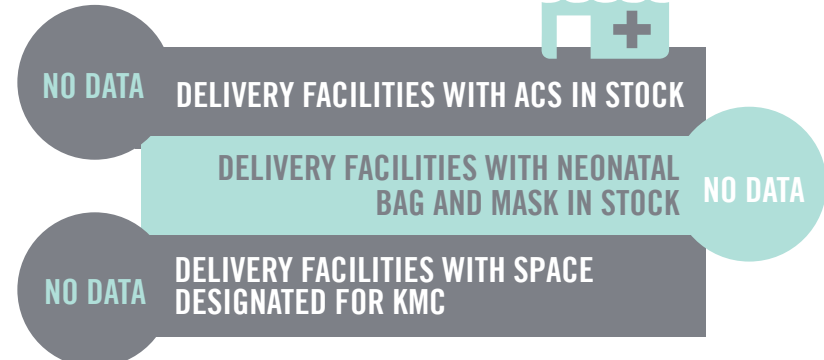 NO DATA
DELIVERY FACILITIES WITH ACS IN STOCK
DELIVERY FACILITIES WITH NEONATAL
BAG AND MASK IN STOCK
NO DATA
NO DATA
DELIVERY FACILITIES WITH SPACE
DESIGNATED FOR KMC